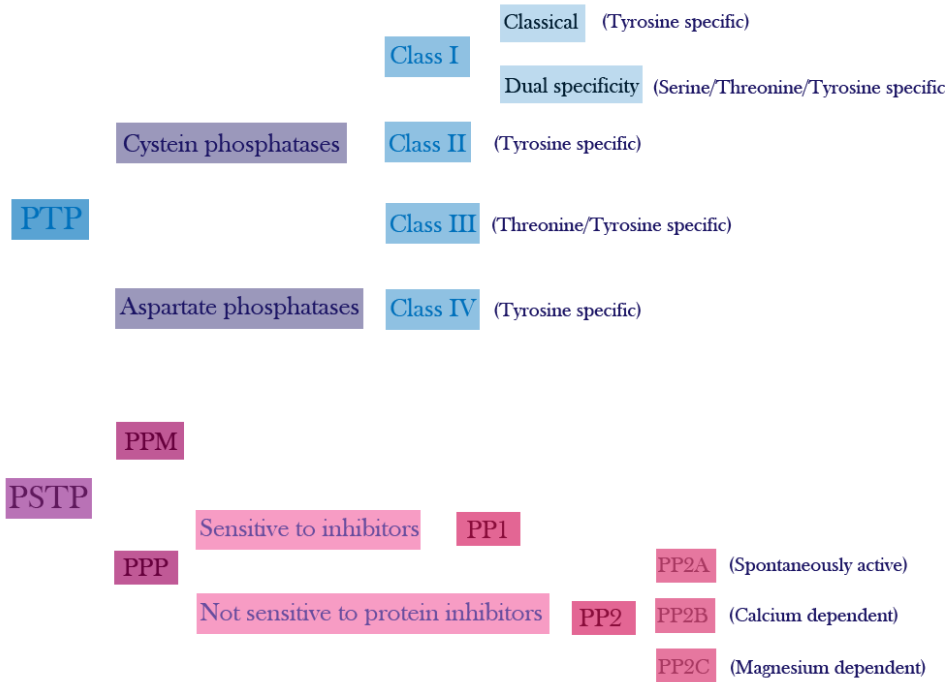 Classical (Tyrosine specific)
Class I
Dual specificity (Serine/Threonine/Tyrosine specific
Cystein phosphatases Class II (Tyrosine specific)
PTP Class III (Threonine/Tyrosine specific)
Aspartate phosphatases Class IV (Tyrosine specific)
PPM
PSTP
Sensitive to inhibitors PP1
PPP
PP2A (Spontaneously active)
Not sensitive to protein inhibitors PP2 PP2B (Calcium dependent)
PP2C (Magnesium dependent)